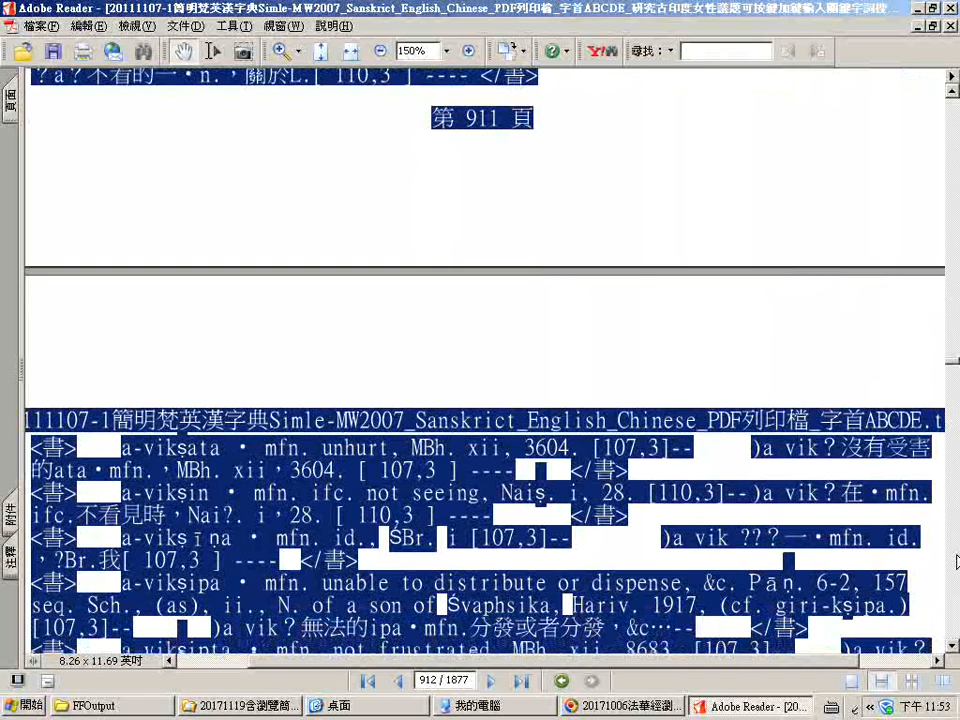 Adobe Reader - [20111107-1簡明梵英漢字典Simle-MW2007_Sanskrict_English_Chinese_PDF列印檔_字首ABCDE_研究古印度女性議題可按加鍵輸入關鍵字詞搜
檔案(F) 編輯(E) 檢視(V) 文件(D) 工具(T) 視窗(W) 說明(H)
150% 尋找:
頁面
附件
注釋
?a?不看的一·n.，關於L.[ 110,3 ] ---- </書>
第 911 頁
111107-1簡明梵英漢字典Simle-MW2007_Sanskrict_English_Chinese_PDF列印檔_字首ABCDE.t
<書> a-vikṣata · mfn. unhurt, MBh. xii, 3604. [107,3]-- )a vik？沒有受害
的ata·mfn.，MBh. xii，3604. [ 107,3 ] ---- </書>
<書> a-vikṣin · mfn. ifc. not seeing, Naiṣ. i, 28. [110,3]--)a vik？在·mfn.
ifc.不看見時，Nai?. i，28. [ 110,3 ] ---- </書>
<書> a-vikṣīṇa · mfn. id., ŚBr. i [107,3]-- )a vik ???一·mfn. id.
，?Br.我[ 107,3 ] ---- </書>
<書> a-vikṣipa · mfn. unable to distribute or dispense, &c. Pāṇ. 6-2, 157
seq. Sch., (as), ii., N. of a son of Śvaphsika, Hariv. 1917, (cf. giri-kṣipa.)
[107,3]-- )a vik？無法的ipa·mfn.分發或者分發，&c…-- </書>
<書> a-vikṣipta · mfn. not frustrated, MBh. xii, 8683. [107,3]-- )a vik？
8.26 x 11.69 英吋
912 / 1877
開始 FFOutput 20171119含瀏覽簡... 桌面 我的電腦 20171006法華經瀏... Adobe Reader - [20... 下午 11:53